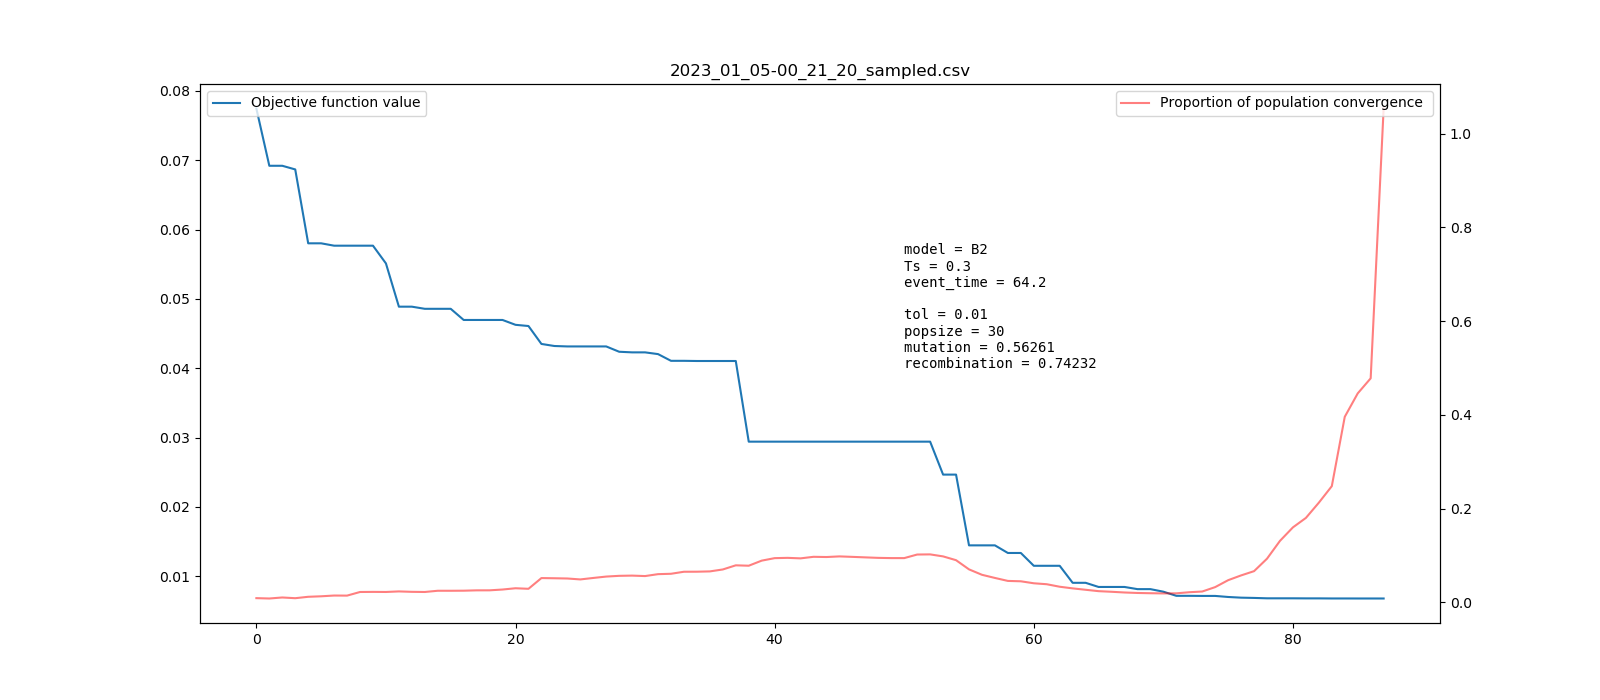 2023_01_05-00_21_20_sampled.csv
Objective function value
Proportion of population convergence
0.08
0.07
0.06
0.05
0.04
0.03
0.02
0.01
1.0
0.8
0.6
0.4
0.2
0.0
model = B2
Ts = 0.3
event_time = 64.2
tol = 0.01
popsize = 30
mutation = 0.56261
recombination = 0.74232
0 20 40 60 80